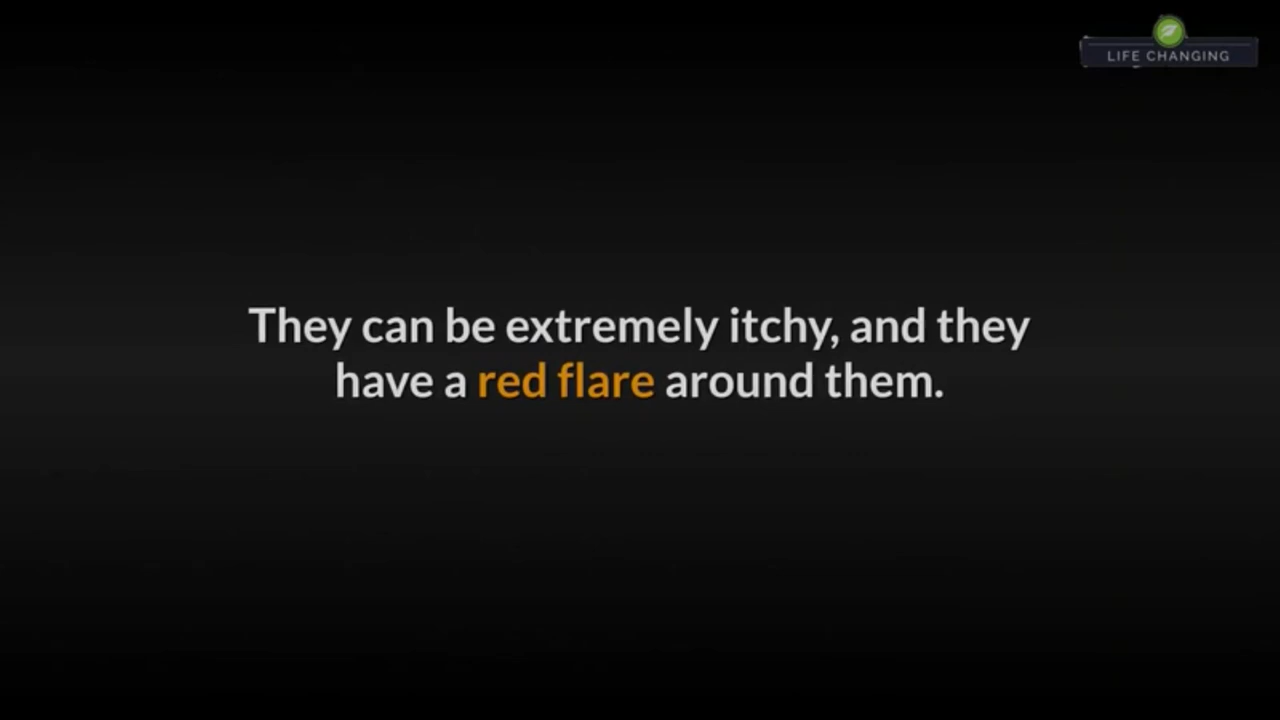 LIFE CHANGING
They can be extremely itchy, and they
have a red flare around them.